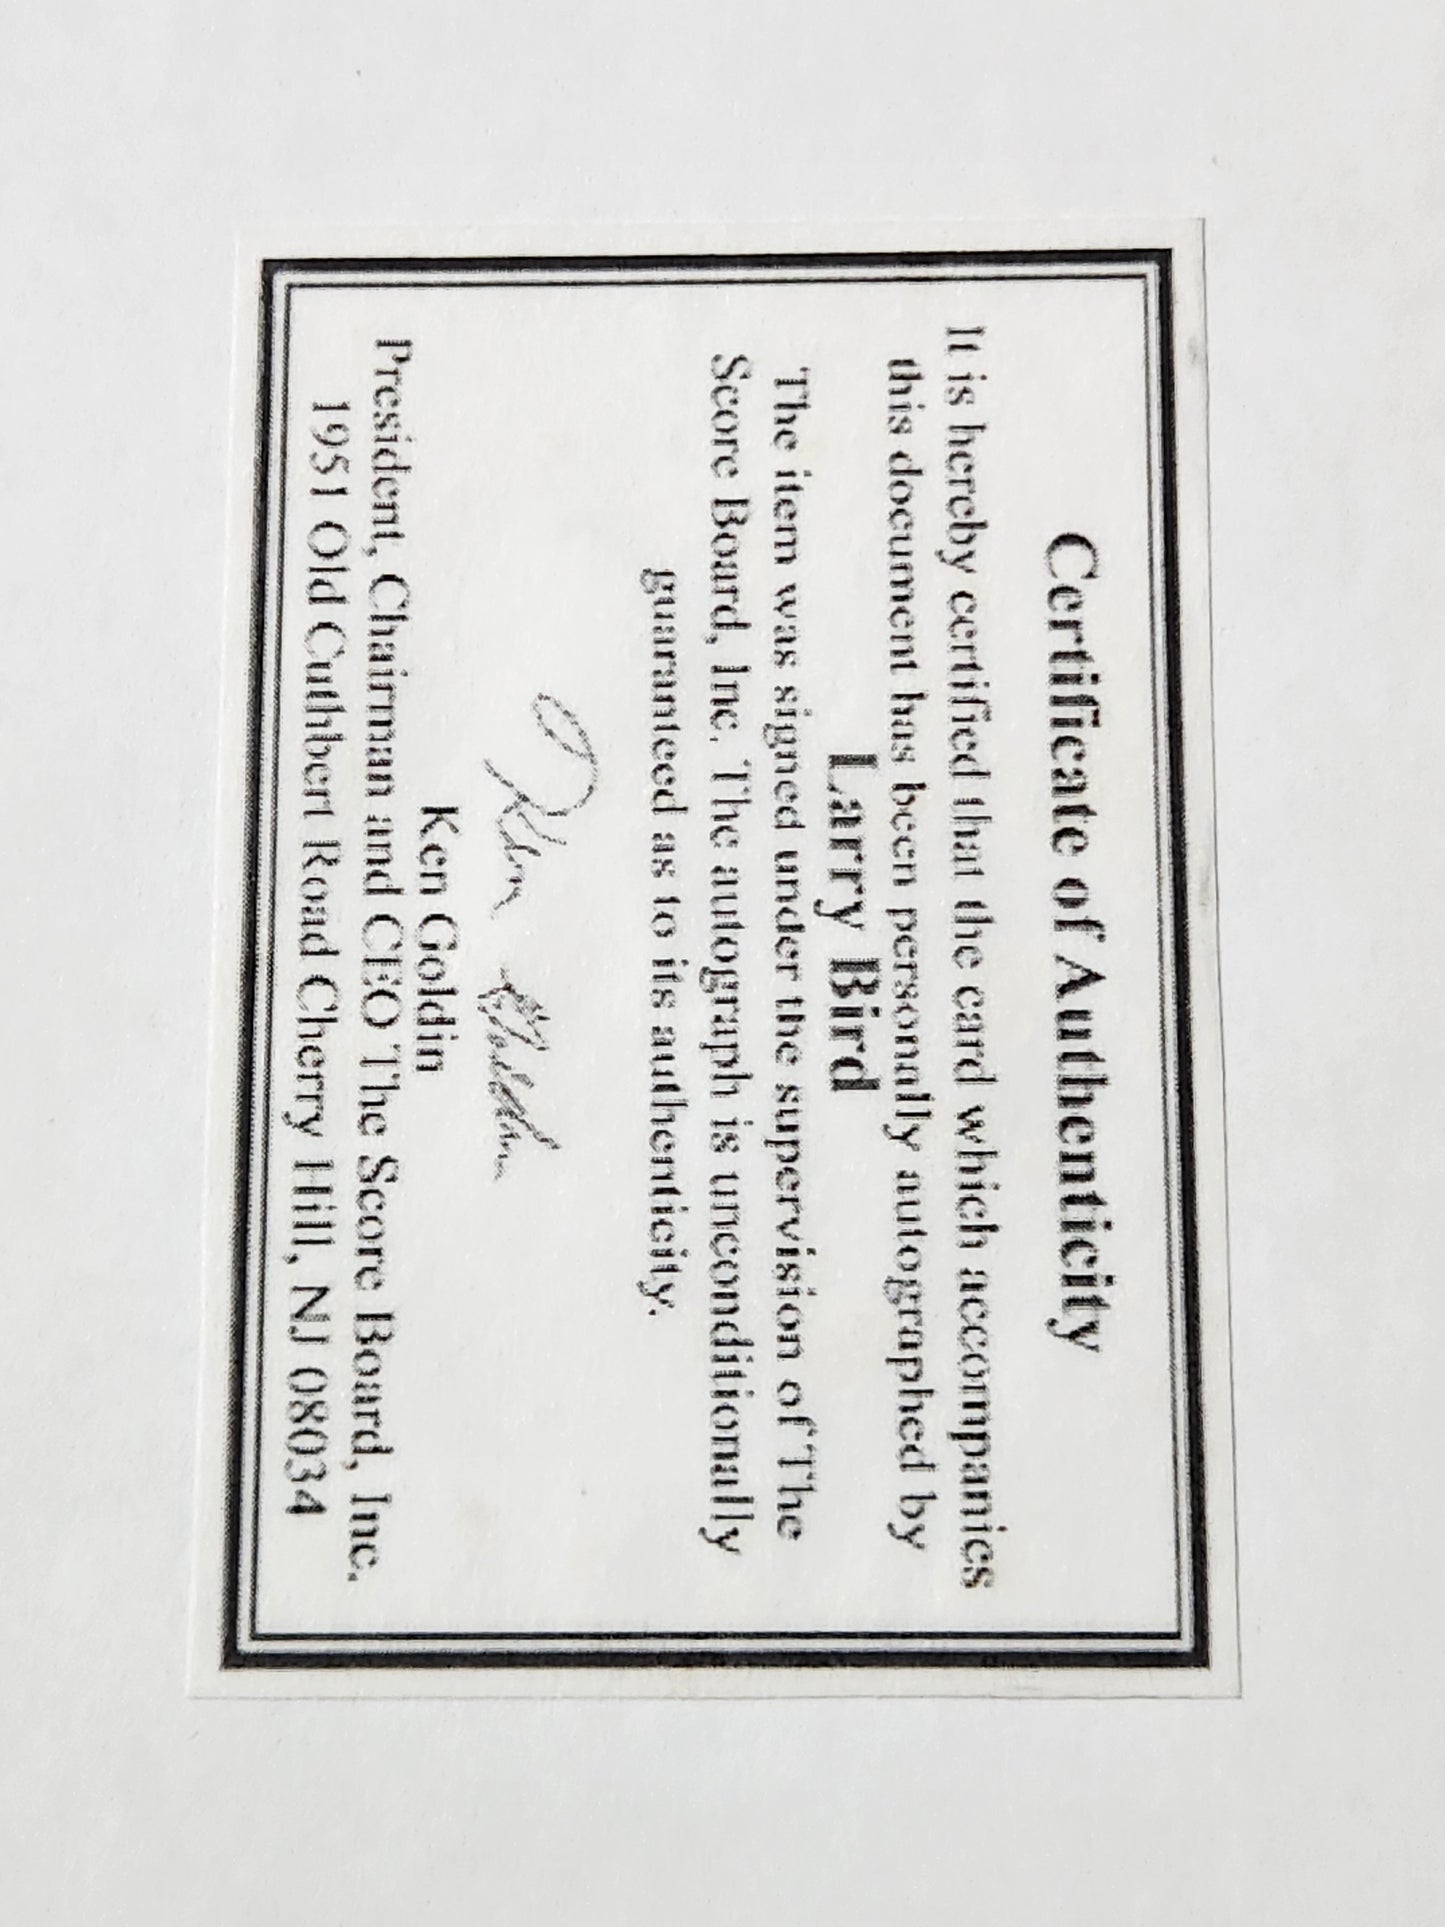 Certificate of Authenticity
It is hereby certified that the card which accompanies
this document has been personally autographed by
Larry Bird
The item was signed under the supervision of The
Score Board, Inc. The autograph is unconditionally
guaranteed as to its authenticity.
Ken Goldin
Ken Goldin
President, Chairman and CEO The Score Board, Inc.
1951 Old Cuthbert Road Cherry Hill, NJ 08034